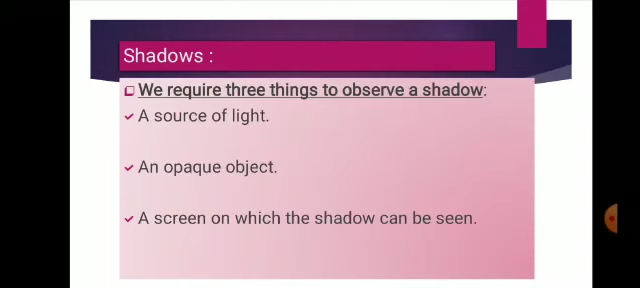 Shadows :
We require three things to observe a shadow:
A source of light.
An opaque object.
A screen on which the shadow can be seen.